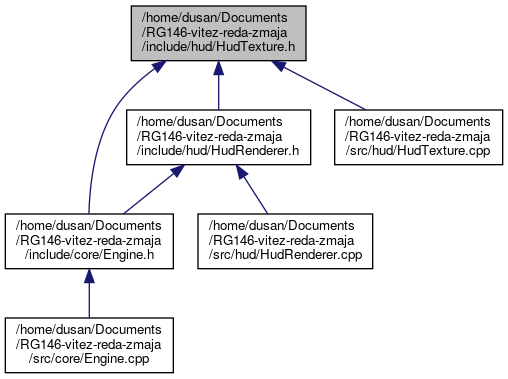 /home/dusan/Documents
/RG146-vitez-reda-zmaja
/include/hud/HudTexture.h
/home/dusan/Documents
/RG146-vitez-reda-zmaja
/include/hud/HudRenderer.h
/home/dusan/Documents
/RG146-vitez-reda-zmaja
/src/hud/HudTexture.cpp
/home/dusan/Documents
/RG146-vitez-reda-zmaja
/include/core/Engine.h
/home/dusan/Documents
/RG146-vitez-reda-zmaja
/src/hud/HudRenderer.cpp
/home/dusan/Documents
/RG146-vitez-reda-zmaja
/src/core/Engine.cpp